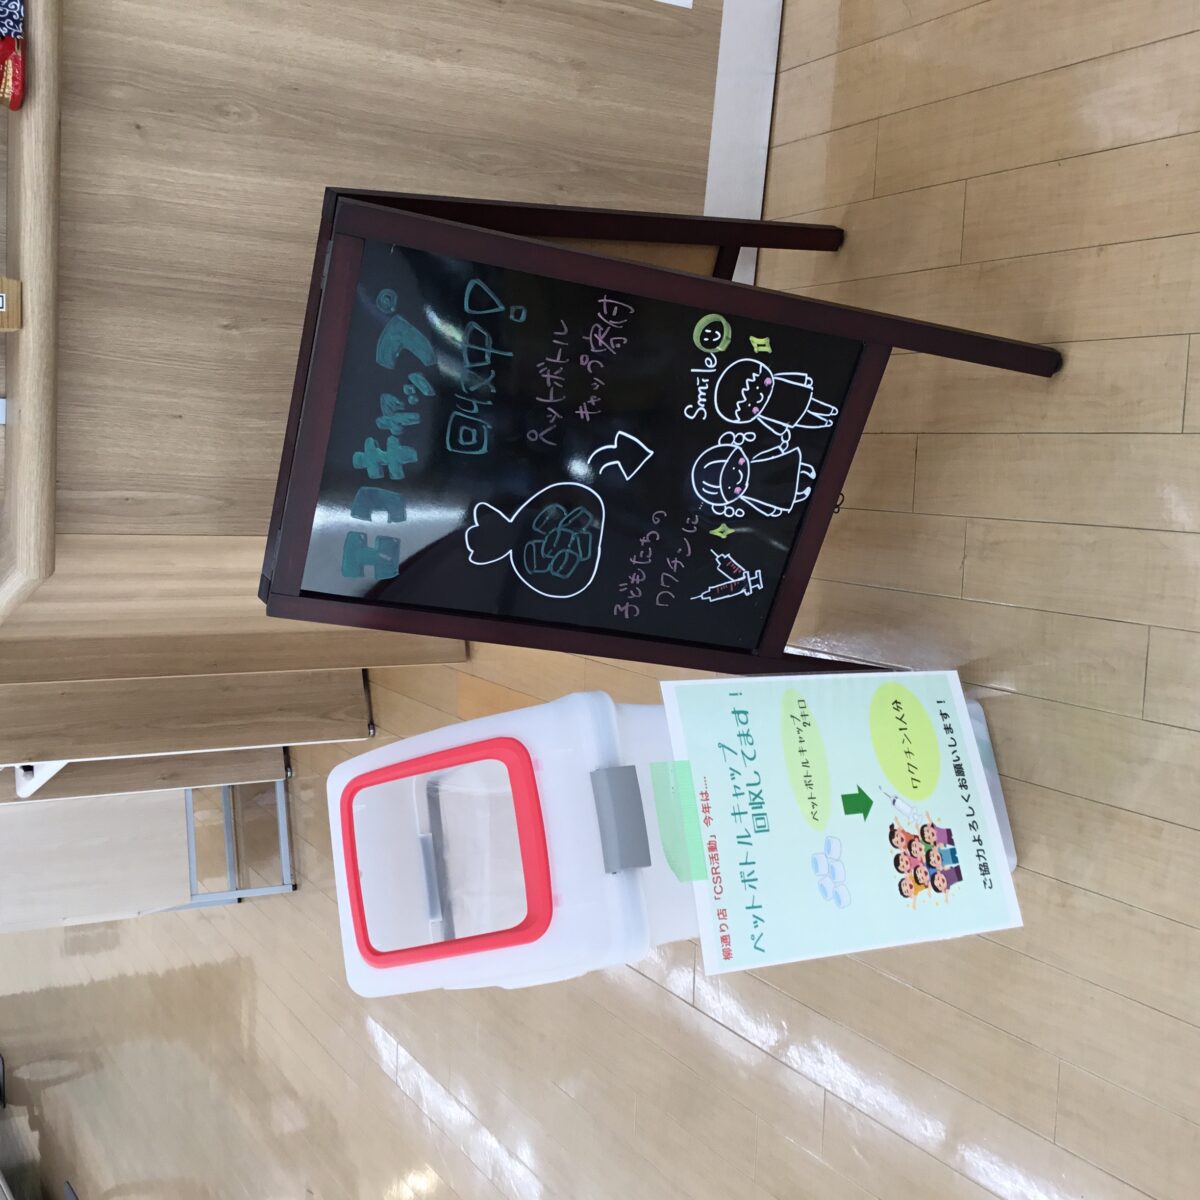 エコキャップ
回収中!
ペットボトル
キャップ寄付
子どもたちの
ワクチンに…
Smile
柳通り店「CSR活動」今年は....
ペットボトルキャップ
回収してます!
ペットボトルキャップ
2キロ
ワクチン1人分
ご協力よろしくお願いします!